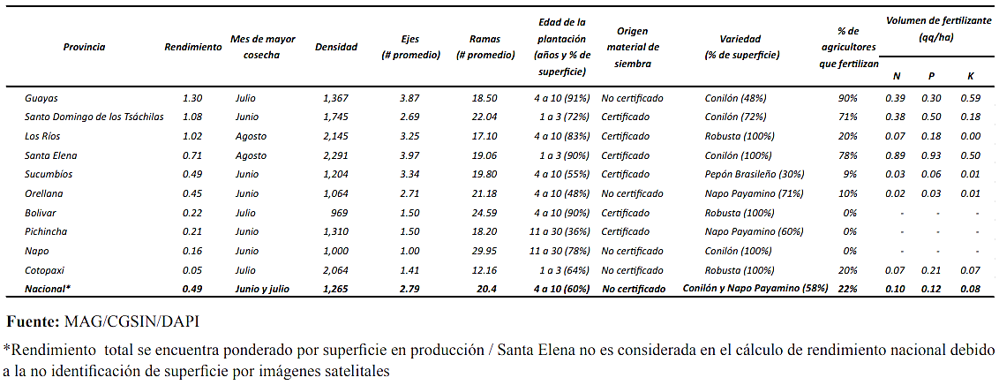 Provincia Rendimiento Mes de mayor cosecha Densidad Ejes (# promedio) Ramas (# promedio) Edad de la plantación (años y % de superficie) Origen material de siembra Variedad (% de superficie) % de agricultores que fertilizan Volumen de fertilizante (qq/ha)
N P K
Guayas 1.30 Julio 1,367 3.87 18.50 4 a 10 (91%) No certificado Conilón (48%) 90% 0.39 0.30 0.59
Santo Domingo de los Tsáchilas 1.08 Junio 1,745 2.69 22.04 1 a 3 (72%) Certificado Conilón (72%) 71% 0.38 0.50 0.18
Los Ríos 1.02 Agosto 2,145 3.25 17.10 4 a 10 (83%) Certificado Robusta (100%) 20% 0.07 0.18 0.00
Santa Elena 0.71 Agosto 2,291 3.97 19.06 1 a 3 (90%) Certificado Conilón (100%) 78% 0.89 0.93 0.50
Sucumbíos 0.49 Junio 1,204 3.34 19.80 4 a 10 (55%) Certificado Pepón Brasileño (30%) 9% 0.03 0.06 0.01
Orellana 0.45 Junio 1,064 2.71 21.18 4 a 10 (48%) No certificado Napo Payamino (71%) 10% 0.02 0.03 0.01
Bolivar 0.22 Julio 969 1.50 24.59 4 a 10 (90%) Certificado Robusta (100%) 0% - - -
Pichincha 0.21 Junio 1,310 1.50 18.20 11 a 30 (36%) Certificado Napo Payamino (60%) 0% - - -
Napo 0.16 Junio 1,000 1.00 29.95 11 a 30 (78%) No certificado Conilón (100%) 0% - - -
Cotopaxi 0.05 Julio 2,064 1.41 12.16 1 a 3 (64%) No certificado Robusta (100%) 20% 0.07 0.21 0.07
Nacional* 0.49 Junio y julio 1,265 2.79 20.4 4 a 10 (60%) No certificado Conilón y Napo Payamino (58%) 22% 0.10 0.12 0.08
Fuente: MAG/CGSIN/DAPI
*Rendimiento total se encuentra ponderado por superficie en producción / Santa Elena no es considerada en el cálculo de rendimiento nacional debido
a la no identificación de superficie por imágenes satelitales